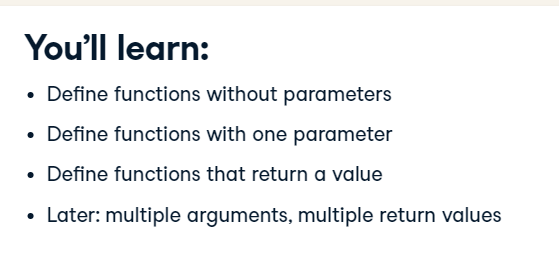 You’ll learn:
• Define functions without parameters
• Define functions with one parameter
• Define functions that return a value
• Later: multiple arguments, multiple return values